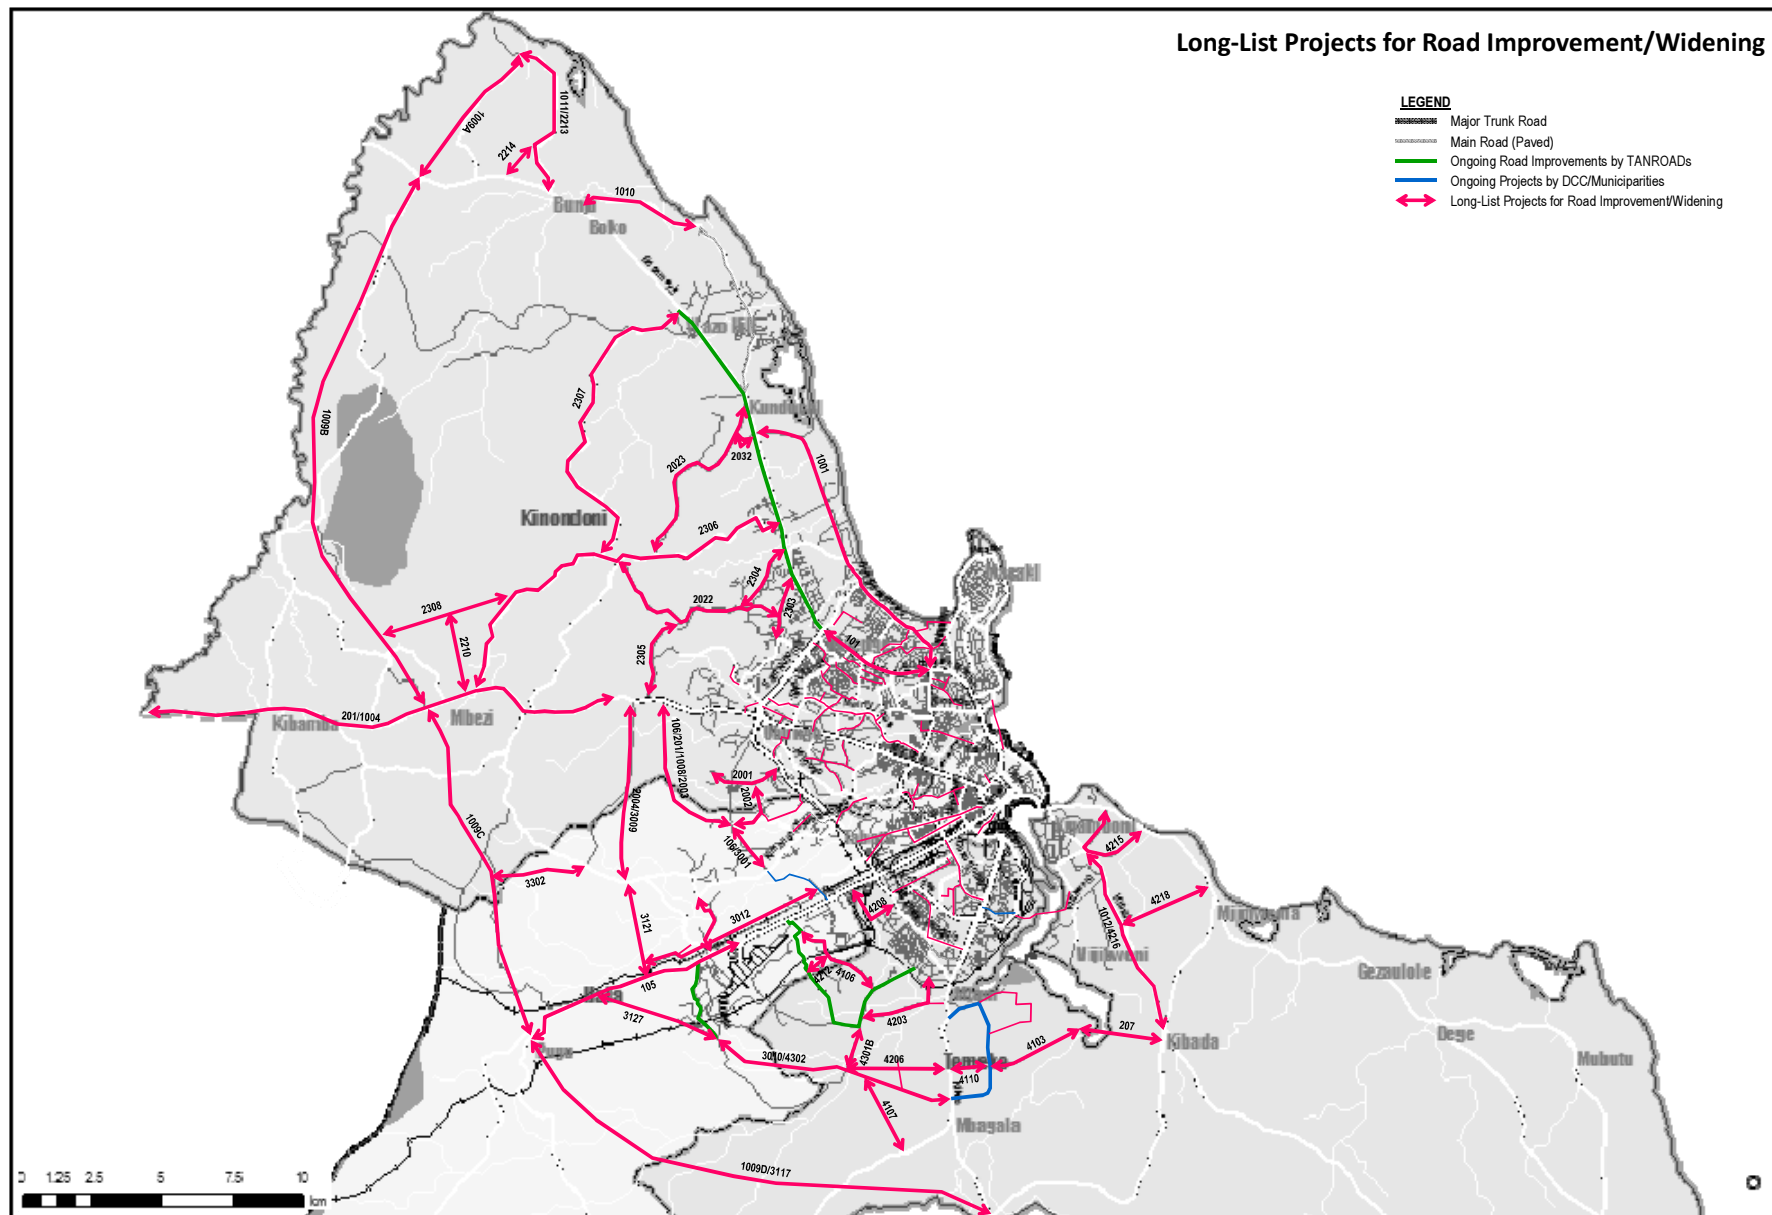 Long-List Projects for Road Improvement/Widening
LEGEND
Major Trunk Road
Main Road (Paved)
Ongoing Road Improvements by TANROADs
Ongoing Projects by DCC/Municiparities
Long-List Projects for Road Improvement/Widening
1009A
1011/2213
2214
1010
Bunju
Boko
Kunduchi
1009B
2307
2023
2032
1001
Kinondoni
2306
2304
2303
2022
2308
2210
2305
101
201/1004
Kibamba
Mbezi
106/201/1008/2003
2001
2002
2004/3009
106/3001
1009C
3302
3121
3012
4208
4215
4218
1012/4216
Gezaulole
105
3127
4212
4106
4203
4301B
3010/4302
4206
Temeke
4110
4103
207
Kibada
Dege
Mubutu
4107
Mbagala
1009D/3117
0 1.25 2.5 5 7.5 10
km